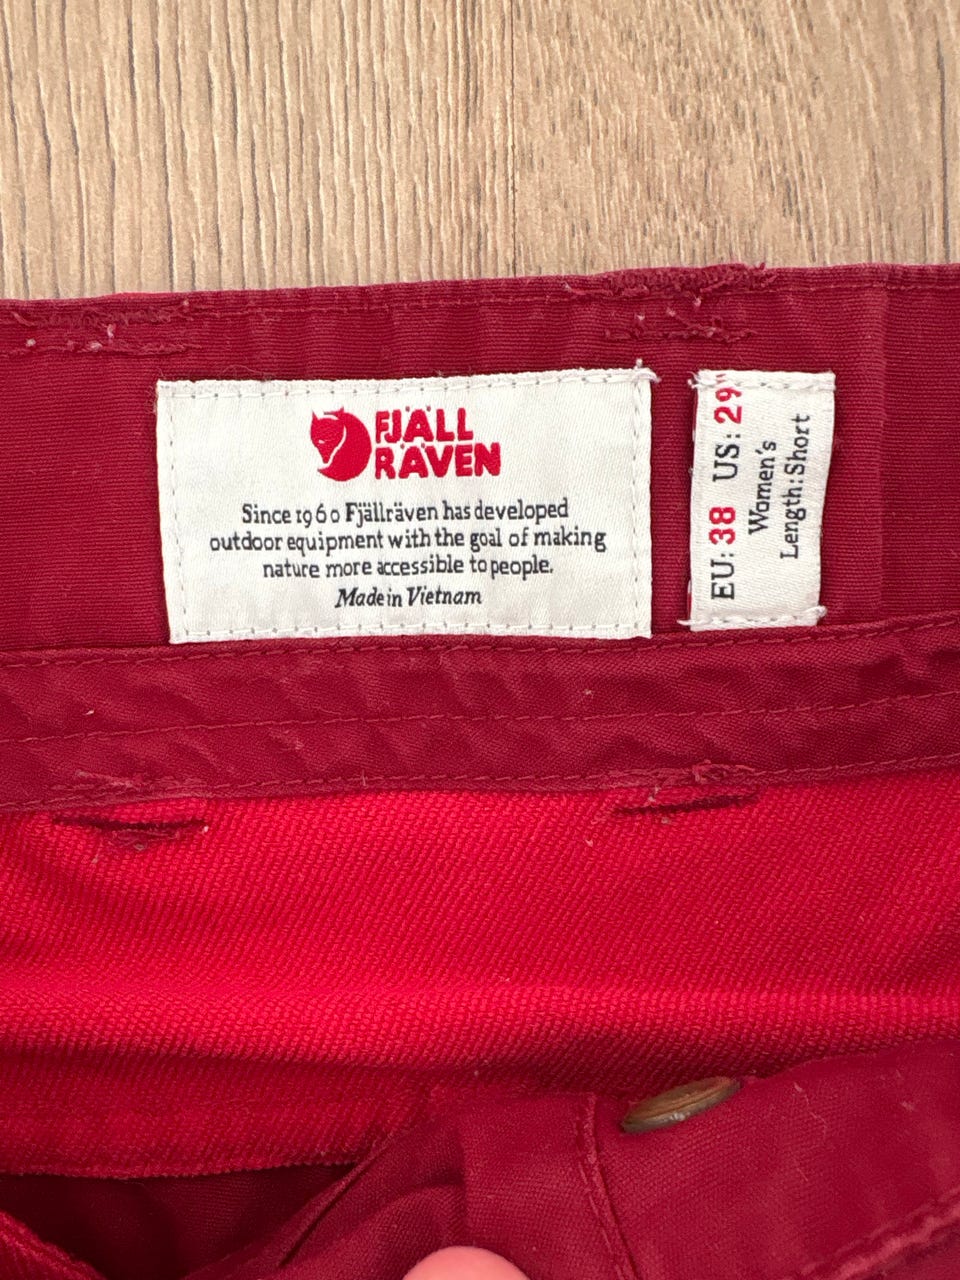 FJÄLL
RÄVEN
Since 1960 Fjällräven has developed
outdoor equipment with the goal of making
nature more accessible to people.
Made in Vietnam
EU: 38 US: 29"
Women's
Length:Short